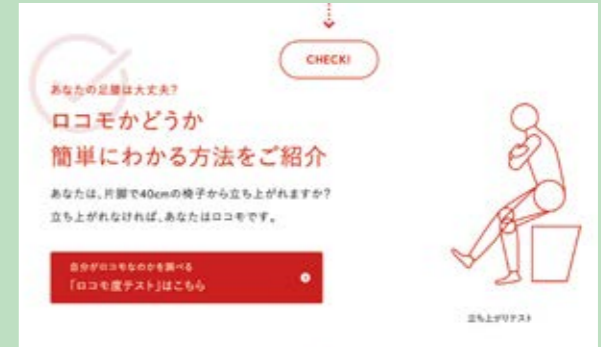 CHECK!
あなたの足腰は大丈夫?
ロコモかどうか
簡単にわかる方法をご紹介
あなたは、片脚で40cmの椅子から立ち上がれますか?
立ち上がれなければ、あなたはロコモです。
自分がロコモなのかを調べる
「ロコモ度テスト」はこちら
立ち上がりテスト